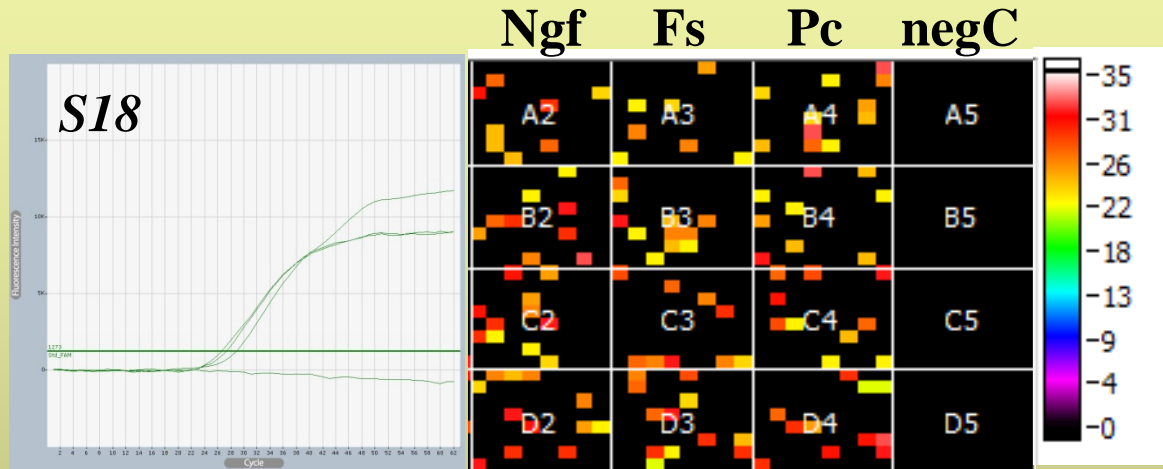 Ngf Fs Pc negC
S18
15K
10K
5K
0
1273
Std_FAM
Fluorescence Intensity
2 4 6 8 10 12 14 16 18 20 22 24 26 28 30 32 34 36 38 40 42 44 46 48 50 52 54 56 58 60 62
Cycle
A2 A3 A4 A5
B2 B3 B4 B5
C2 C3 C4 C5
D2 D3 D4 D5
35
31
26
22
18
13
9
4
0